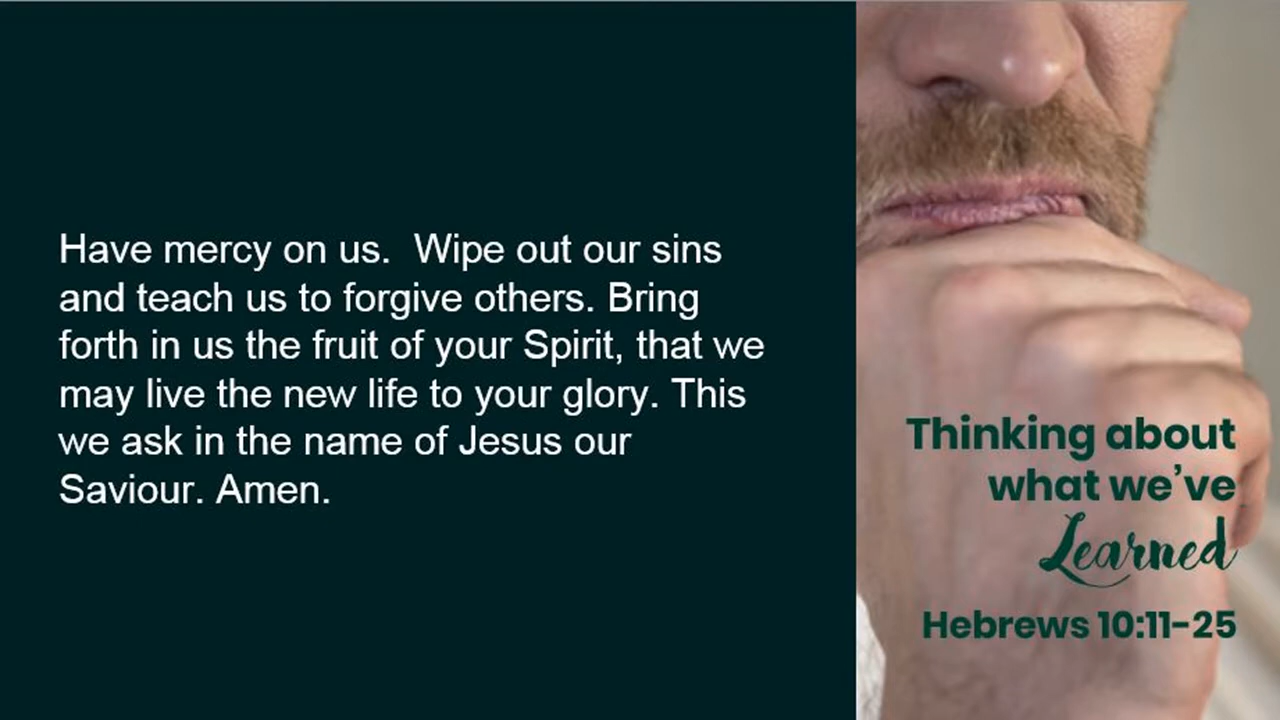 Have mercy on us.  Wipe out our sins
and teach us to forgive others. Bring
forth in us the fruit of your Spirit, that we
may live the new life to your glory. This
we ask in the name of Jesus our
Saviour. Amen.
Thinking about
what we’ve
Learned
Hebrews 10:11-25